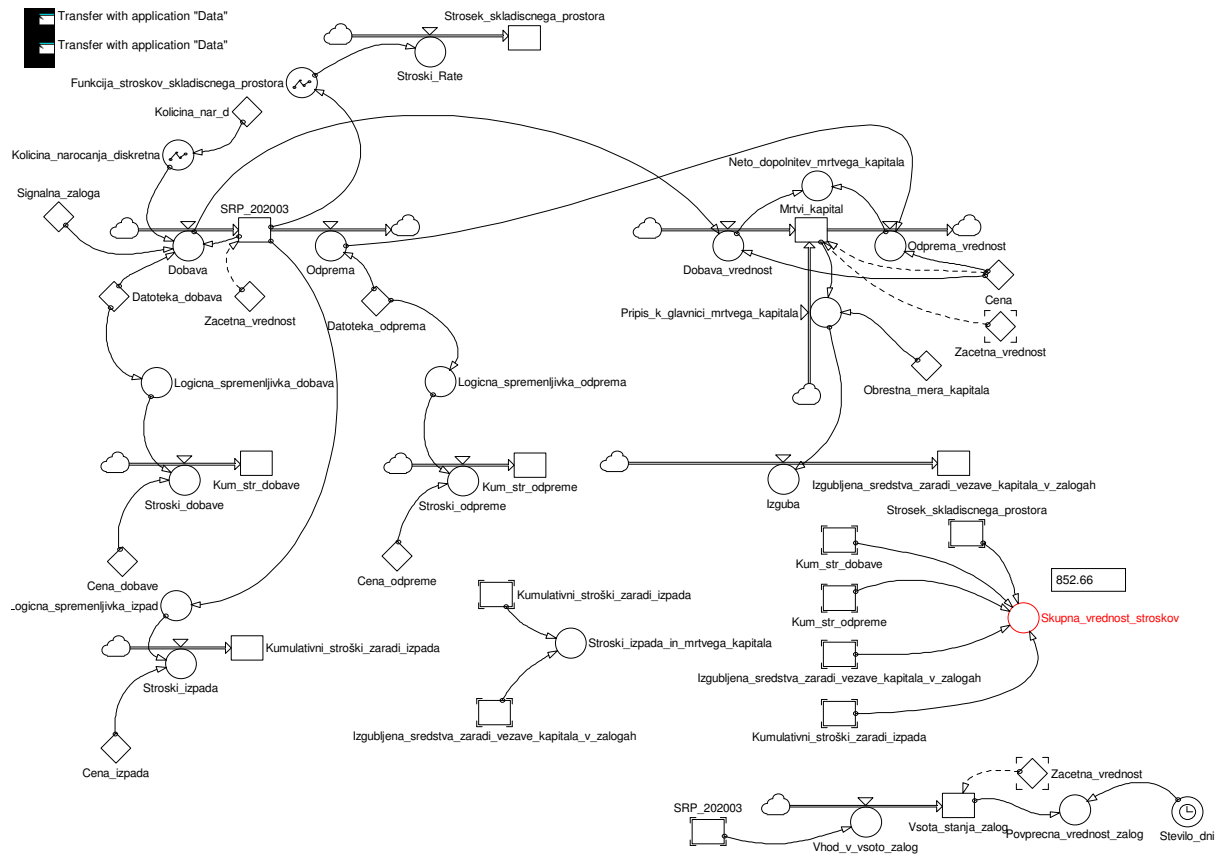 Transfer with application "Data"
Transfer with application "Data"
Strosek_skladiscnega_prostora
Stroski_Rate
Funkcija_stroskov_skladiscnega_prostora
Kolicina_nar_d
Kolicina_narocanja_diskretna
Signalna_zaloga
SRP_202003
Dobava
Odprema
Datoteka_dobava
Zacetna_vrednost
Datoteka_odprema
Neto_dopolnitev_mrtvega_kapitala
Mrtvi_kapital
Dobava_vrednost
Odprema_vrednost
Cena
Pripis_k_glavnici_mrtvega_kapitala
Zacetna_vrednost
Obrestna_mera_kapitala
Logicna_spremenljivka_dobava
Logicna_spremenljivka_odprema
Kum_str_dobave
Stroski_dobave
Kum_str_odpreme
Stroski_odpreme
Izguba
Izgubljena_sredstva_zaradi_vezave_kapitala_v_zalogah
Cena_dobave
Cena_odpreme
Strosek_skladiscnega_prostora
Kum_str_dobave
852.66
Logicna_spremenljivka_izpad
Kumulativni_stroški_zaradi_izpada
Kum_str_odpreme
Skupna_vrednost_stroskov
Kumulativni_stroški_zaradi_izpada
Stroski_izpada_in_mrtvega_kapitala
Stroski_izpada
Izgubljena_sredstva_zaradi_vezave_kapitala_v_zalogah
Izgubljena_sredstva_zaradi_vezave_kapitala_v_zalogah
Kumulativni_stroški_zaradi_izpada
Cena_izpada
Zacetna_vrednost
SRP_202003
Vsota_stanja_zalog
Povprecna_vrednost_zalog
Stevilo_dni
Vhod_v_vsoto_zalog